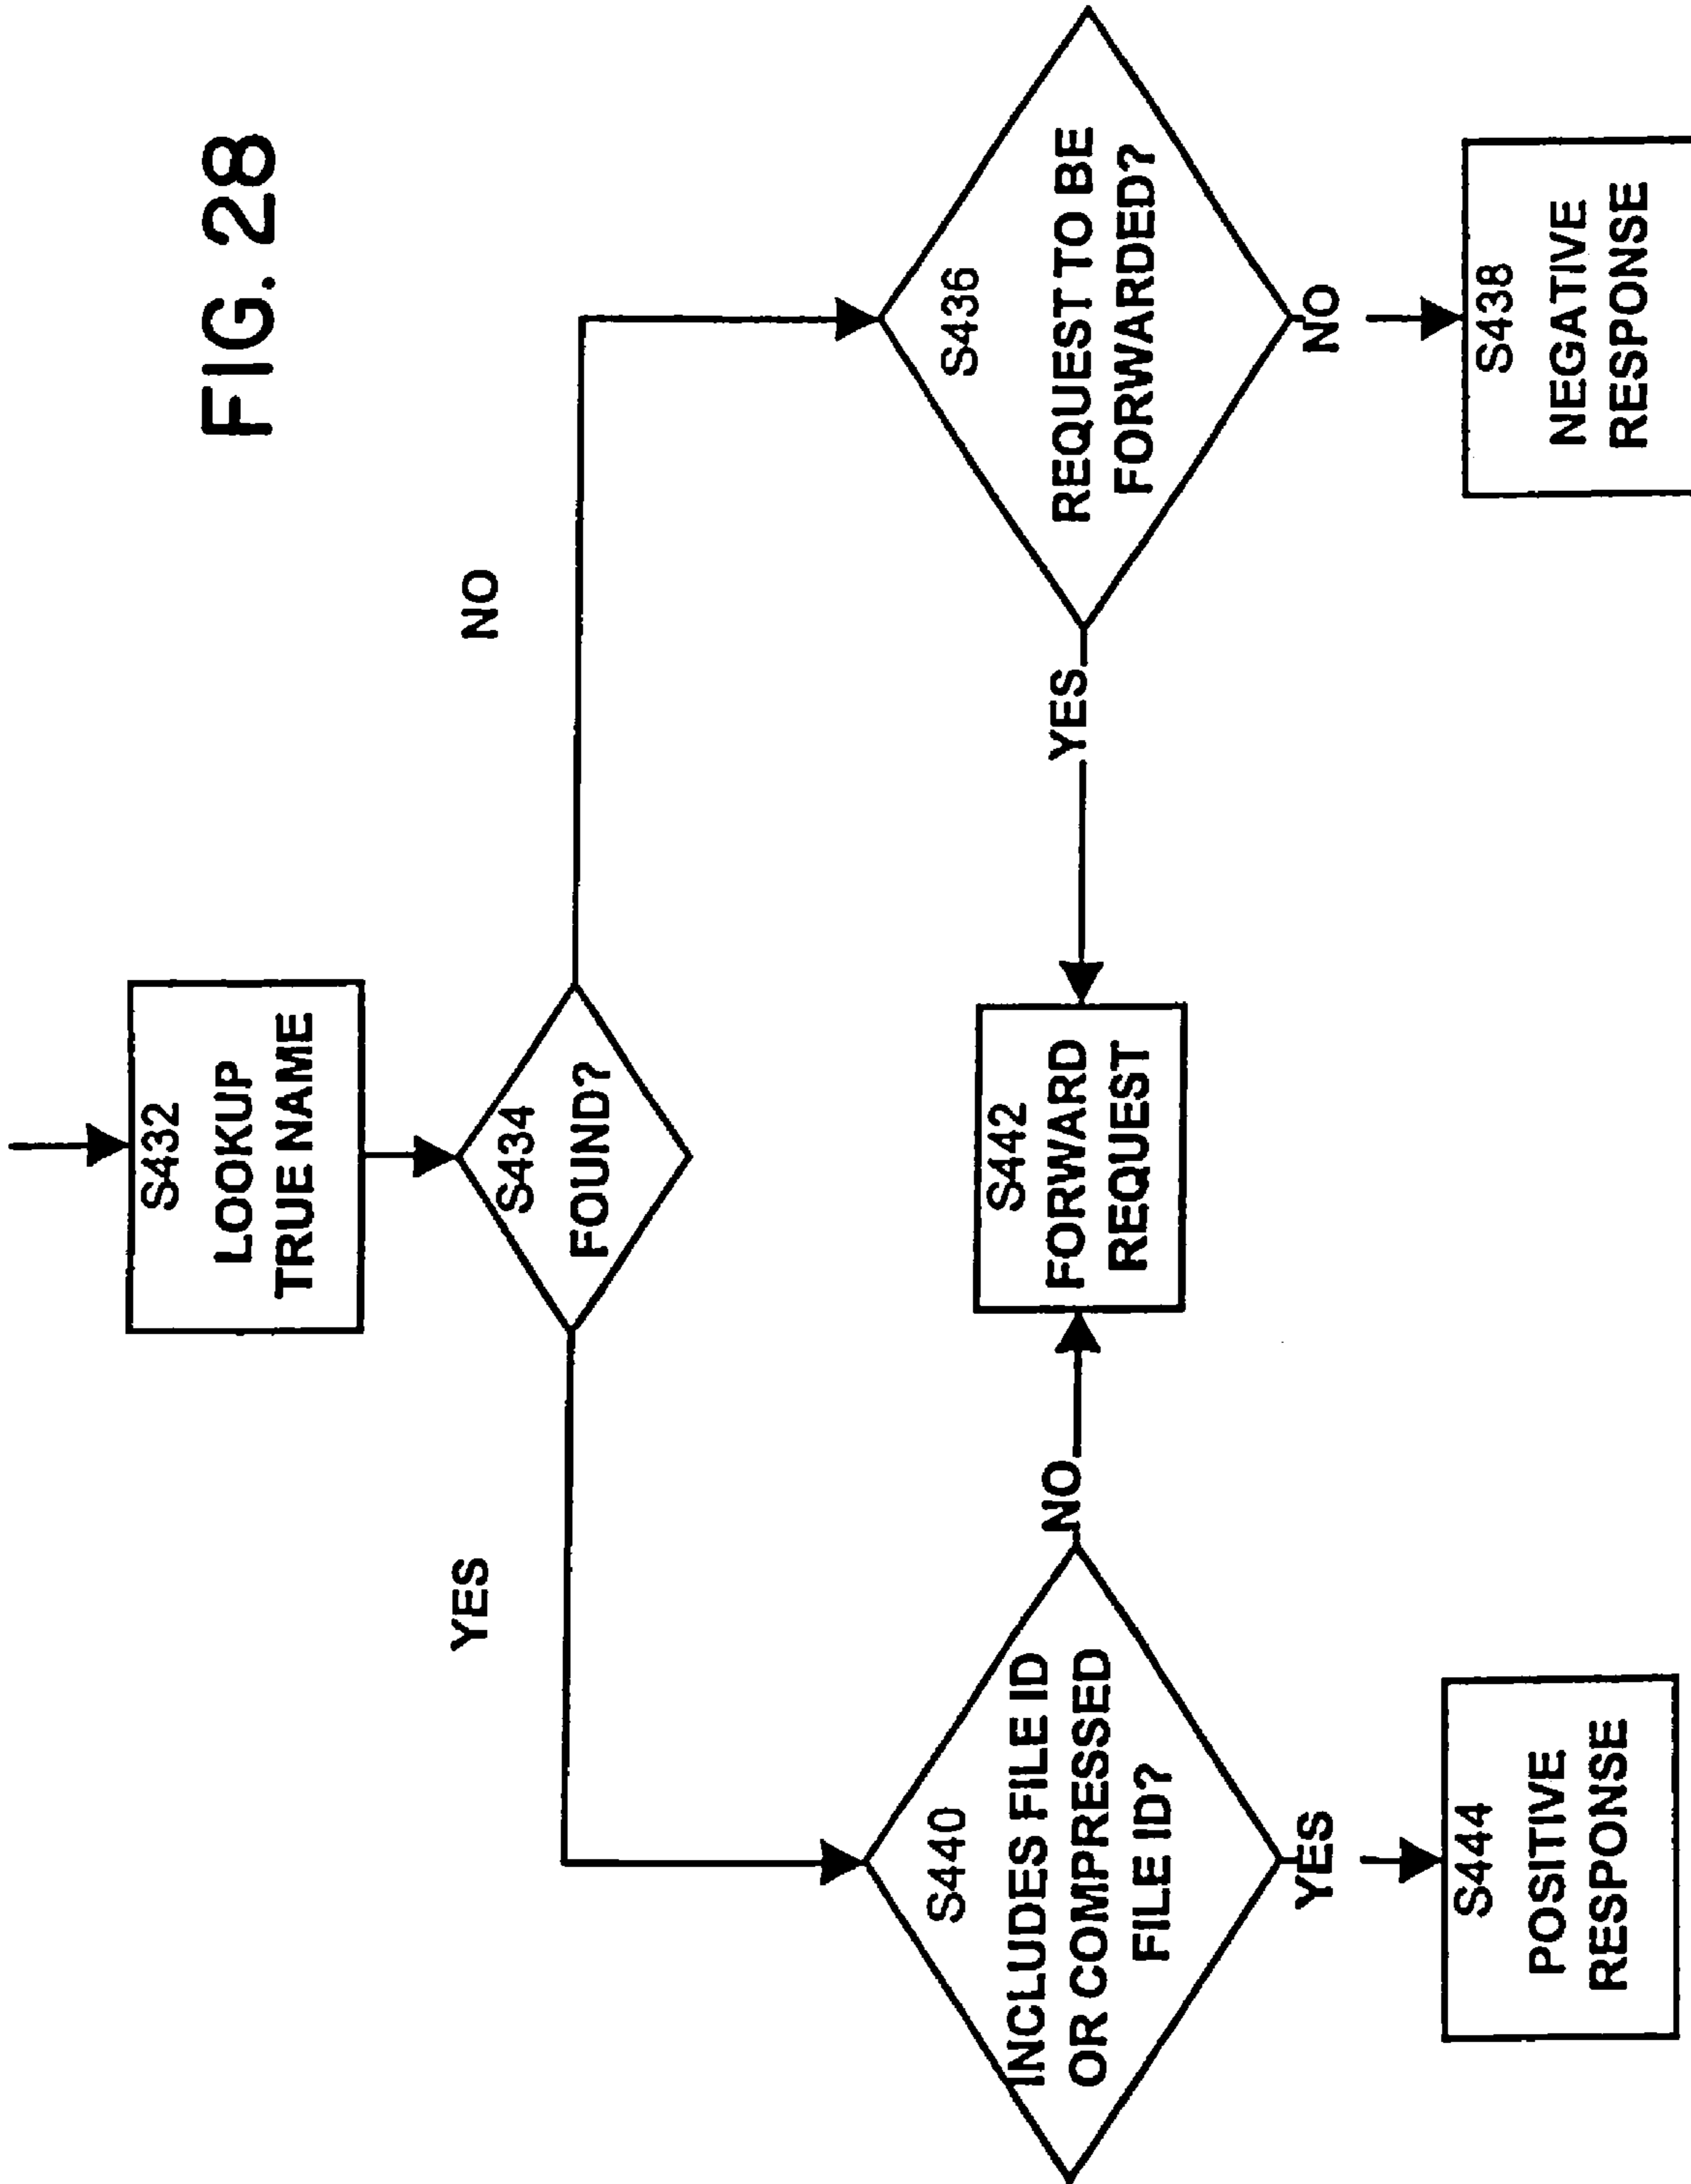 FIG. 28
S432
LOOKUP
TRUE NAME
S434
FOUND?
YES
NO
S440
INCLUDES FILE ID
OR COMPRESSED
FILE ID?
NO
S442
FORWARD
REQUEST
YES
S436
REQUEST TO BE
FORWARDED?
YES
NO
S444
POSITIVE
RESPONSE
S438
NEGATIVE
RESPONSE